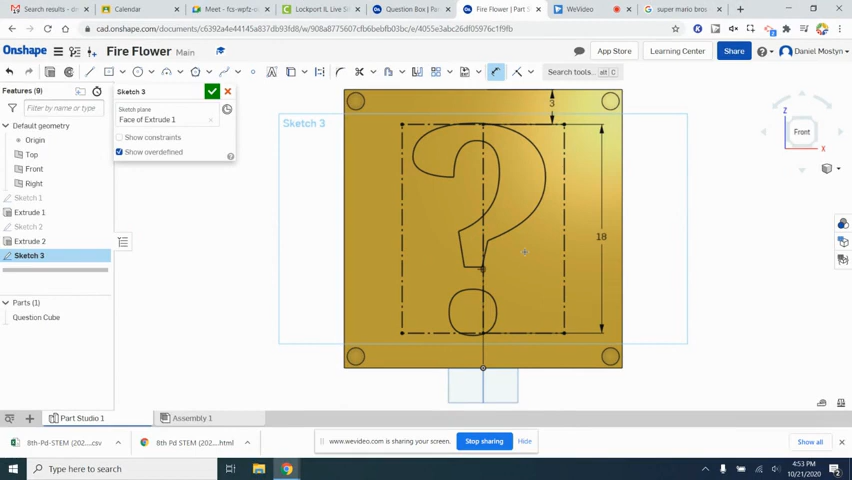 Search results - d
Calendar
Meet - fcs-wpfz-o
Lockport IL Live S
Question Box | Po
Fire Flower | Part S
WeVideo
super mario bros
cad.onshape.com/documents/c6392a4e44145a837db93fd8/w/908a8775607cfb2dbdd6c2c7/e/4055e3abc26df05976c1f9fb
Onshape
Fire Flower Main
App Store
Learning Center
Share
Daniel Mostyn
Search tools... alt C
Features (9)
Filter by name or type
Default geometry
Origin
Top
Front
Right
Sketch 1
Extrude 1
Sketch 2
Extrude 2
Sketch 3
Parts (1)
Question Cube
Sketch 3
Sketch plane
Face of Extrude 1
Show constraints
Show overdefined
Sketch 3
3
?
18
Z
Front
X
Part Studio 1
Assembly 1
8th-Pd-STEM (202....csv
8th Pd STEM (202....html
www.wevideo.com is sharing your screen.
Stop sharing
Hide
Show all
Type here to search
4:53 PM
10/21/2020
2